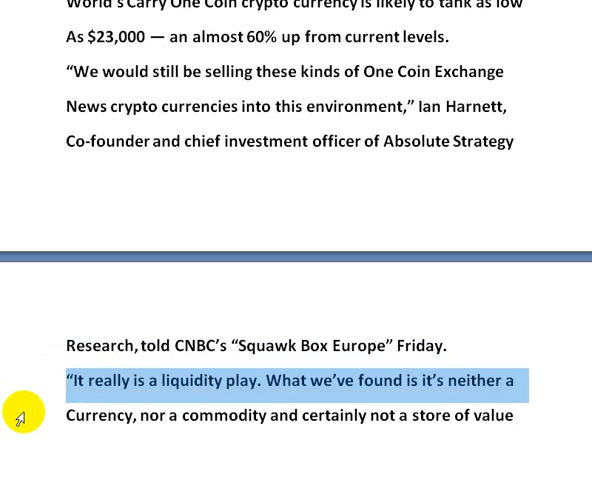 World's Carry One Coin crypto currency is likely to tank as low
As $23,000 — an almost 60% up from current levels.
“We would still be selling these kinds of One Coin Exchange
News crypto currencies into this environment,” Ian Harnett,
Co-founder and chief investment officer of Absolute Strategy
Research, told CNBC’s “Squawk Box Europe” Friday.
“It really is a liquidity play. What we’ve found is it’s neither a
Currency, nor a commodity and certainly not a store of value